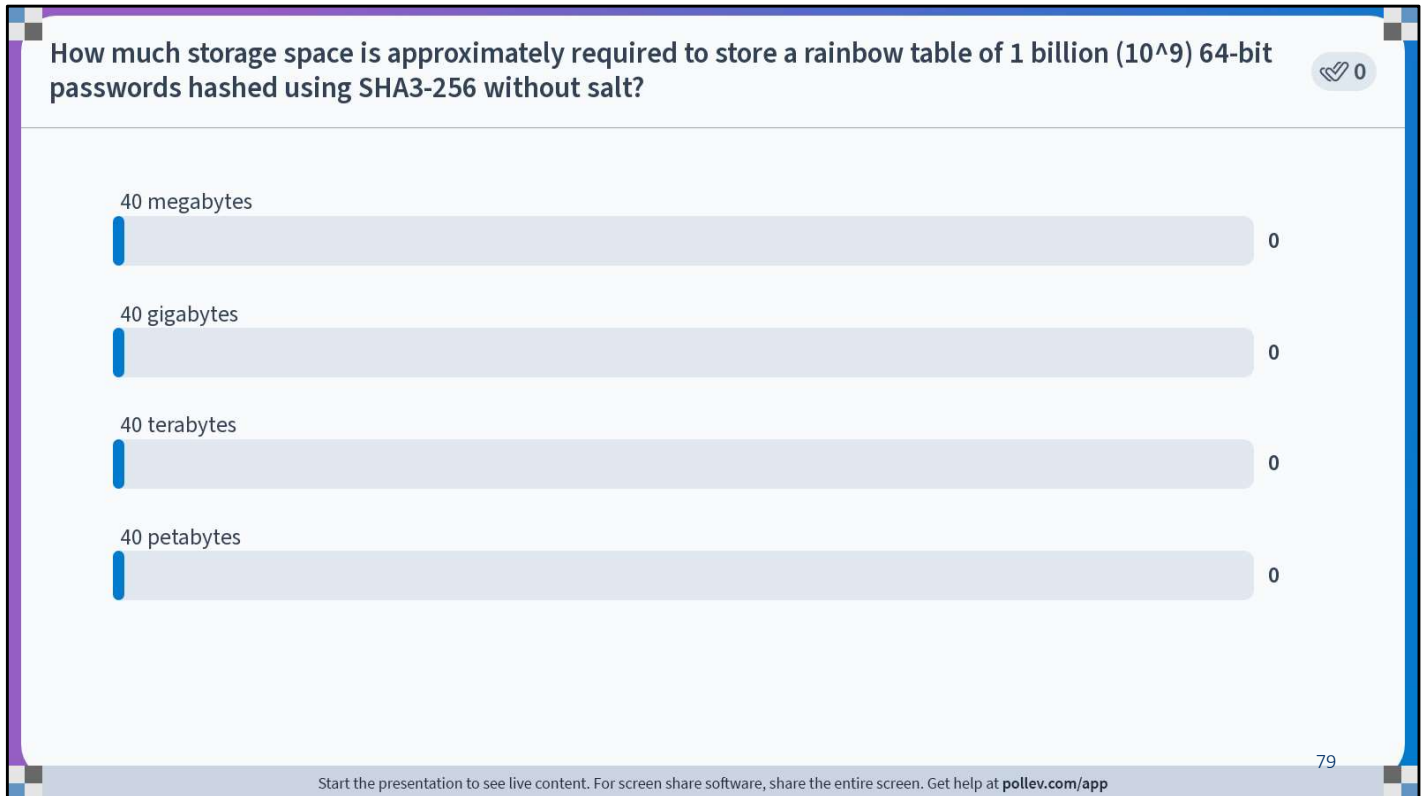 How much storage space is approximately required to store a rainbow table of 1 billion (10^9) 64-bit
passwords hashed using SHA3-256 without salt?
0
40 megabytes
0
40 gigabytes
0
40 terabytes
0
40 petabytes
0
79
Start the presentation to see live content. For screen share software, share the entire screen. Get help at pollev.com/app